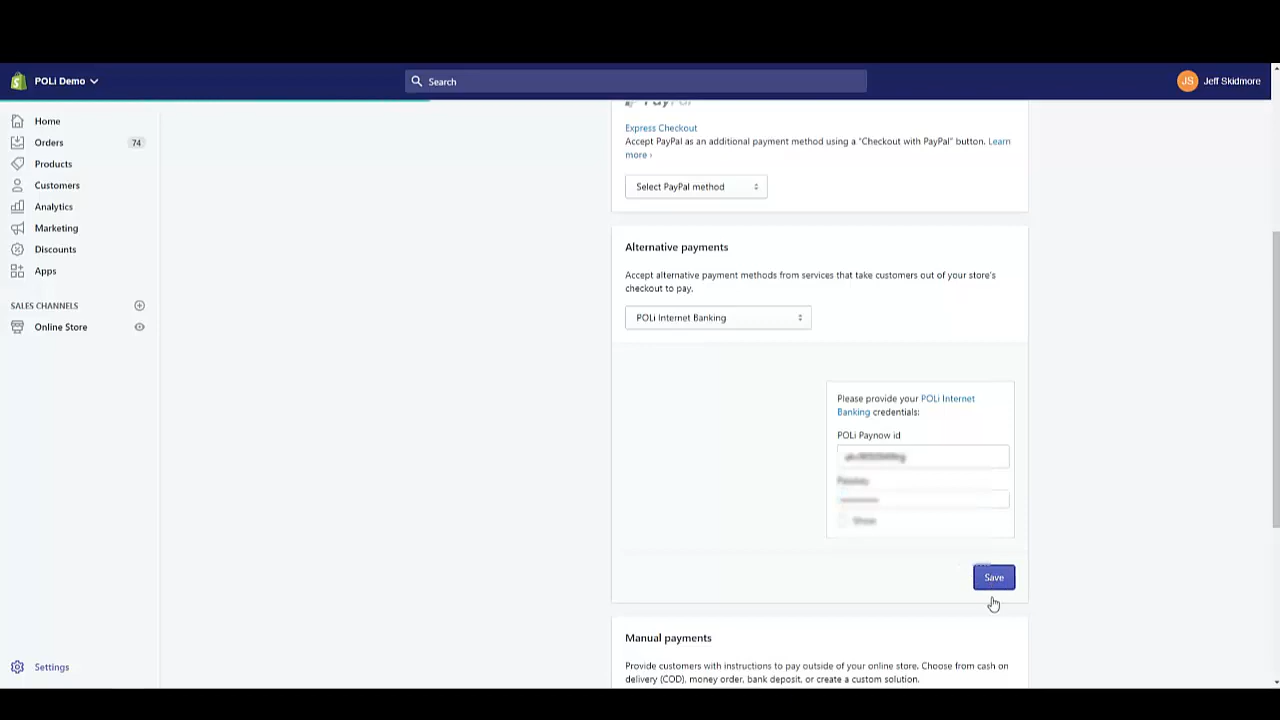 POLi Demo
Search
JS Jeff Skidmore
Home
Orders 74
Products
Customers
Analytics
Marketing
Discounts
Apps
SALES CHANNELS
Online Store
Settings
PayPal
Express Checkout
Accept PayPal as an additional payment method using a "Checkout with PayPal" button. Learn
more ›
Select PayPal method
Alternative payments
Accept alternative payment methods from services that take customers out of your store's
checkout to pay.
POLi Internet Banking
Please provide your POLi Internet
Banking credentials:
POLi Paynow id
Save
Manual payments
Provide customers with instructions to pay outside of your online store. Choose from cash on
delivery (COD), money order, bank deposit, or create a custom solution.